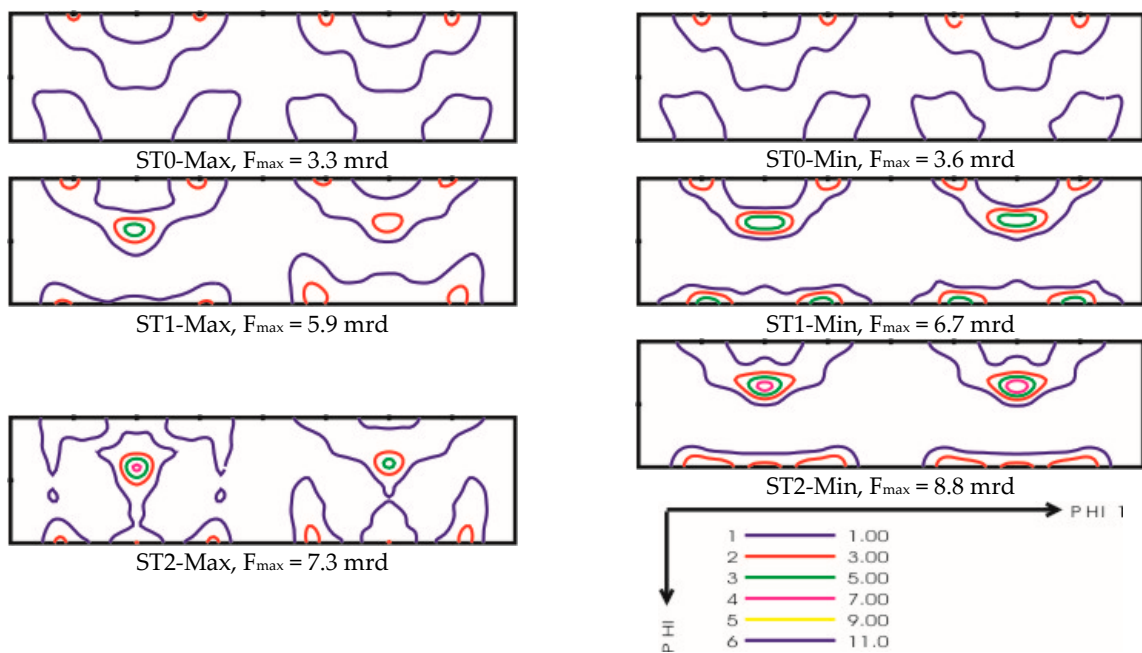 ST0-Max, Fmax = 3.3 mrd
ST0-Min, Fmax = 3.6 mrd
ST1-Max, Fmax = 5.9 mrd
ST1-Min, Fmax = 6.7 mrd
ST2-Max, Fmax = 7.3 mrd
ST2-Min, Fmax = 8.8 mrd
PHI 1
PHI
1 1.00
2 3.00
3 5.00
4 7.00
5 9.00
6 11.0